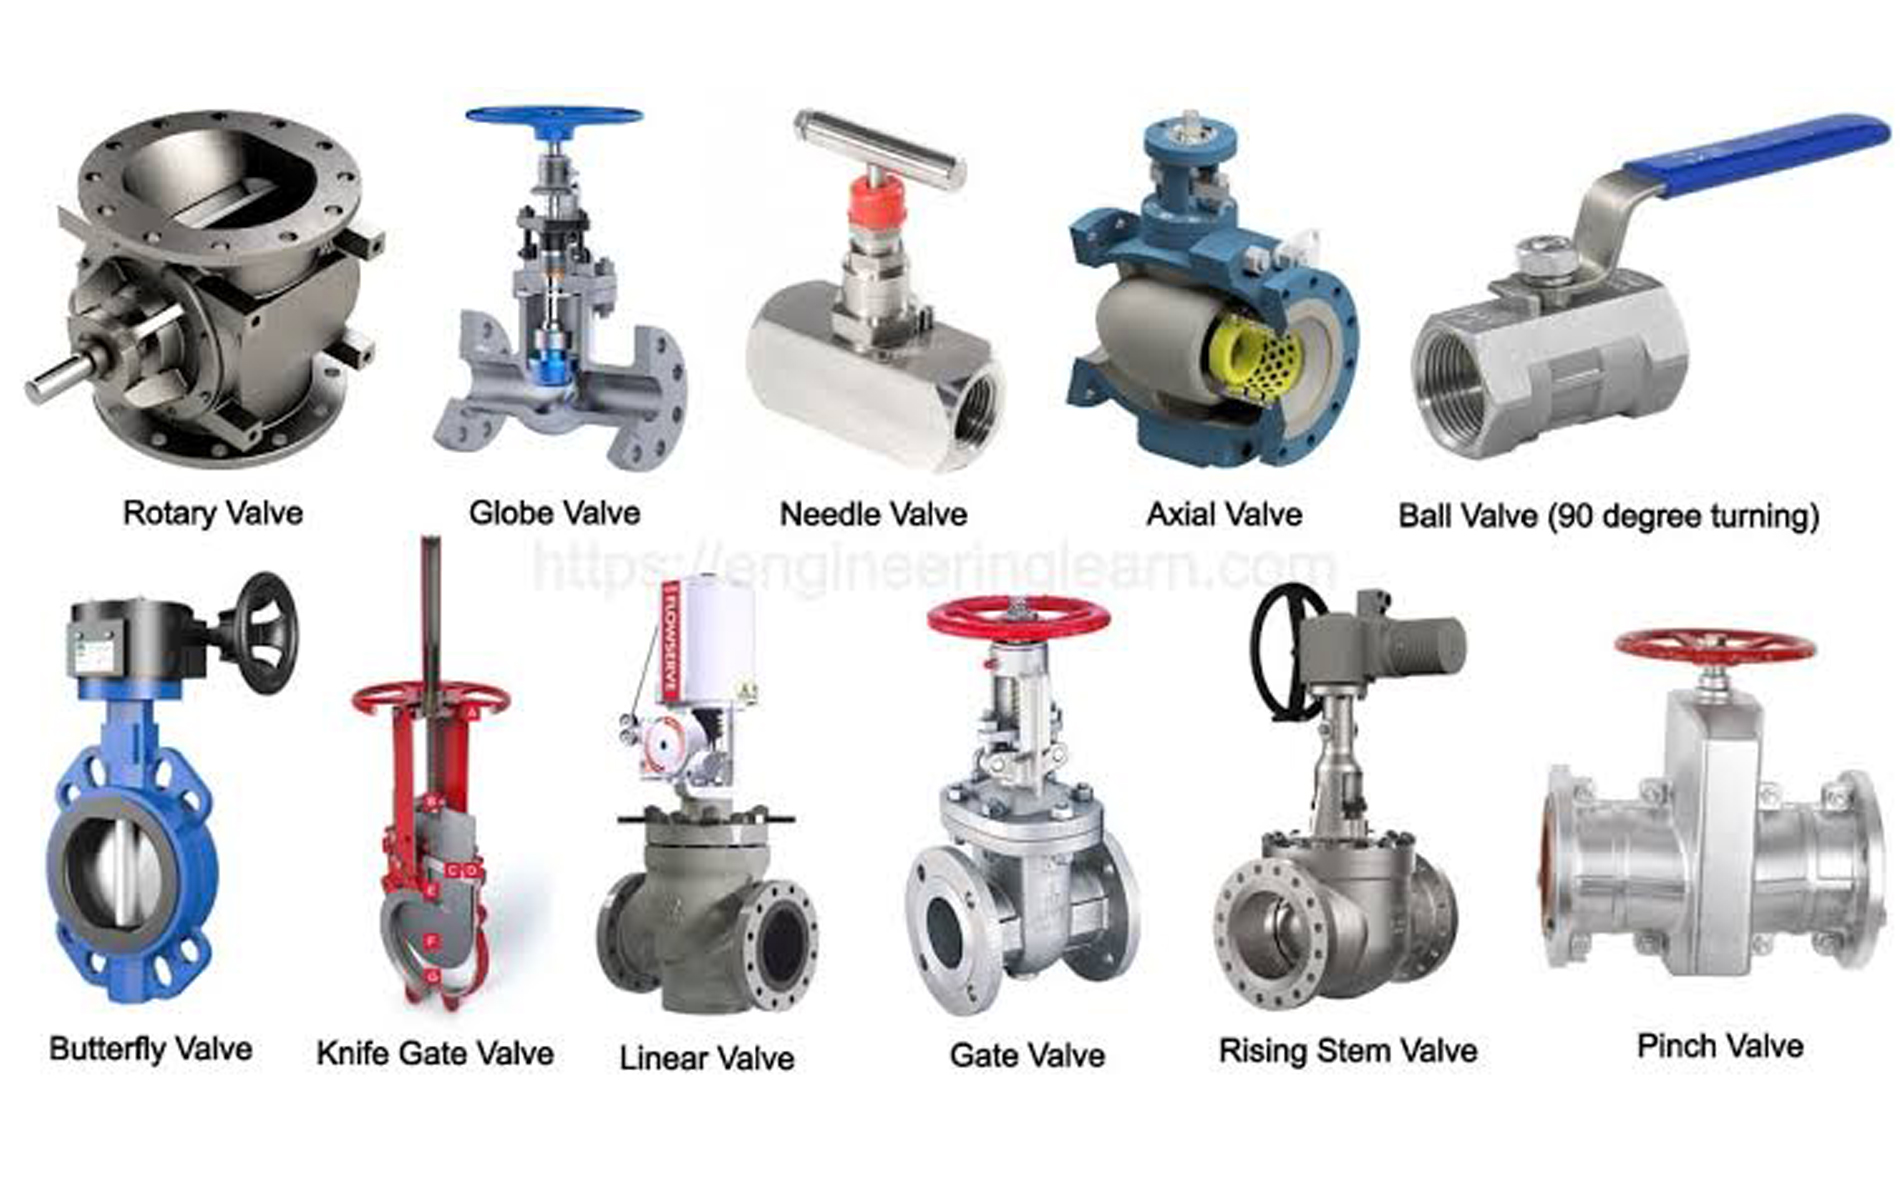 Rotary Valve
Globe Valve
Needle Valve
Axial Valve
Ball Valve (90 degree turning)
https://engineeringlearn.com
FLOWSERVE
A
B
C D
E
F
G
Butterfly Valve
Knife Gate Valve
Linear Valve
Gate Valve
Rising Stem Valve
Pinch Valve